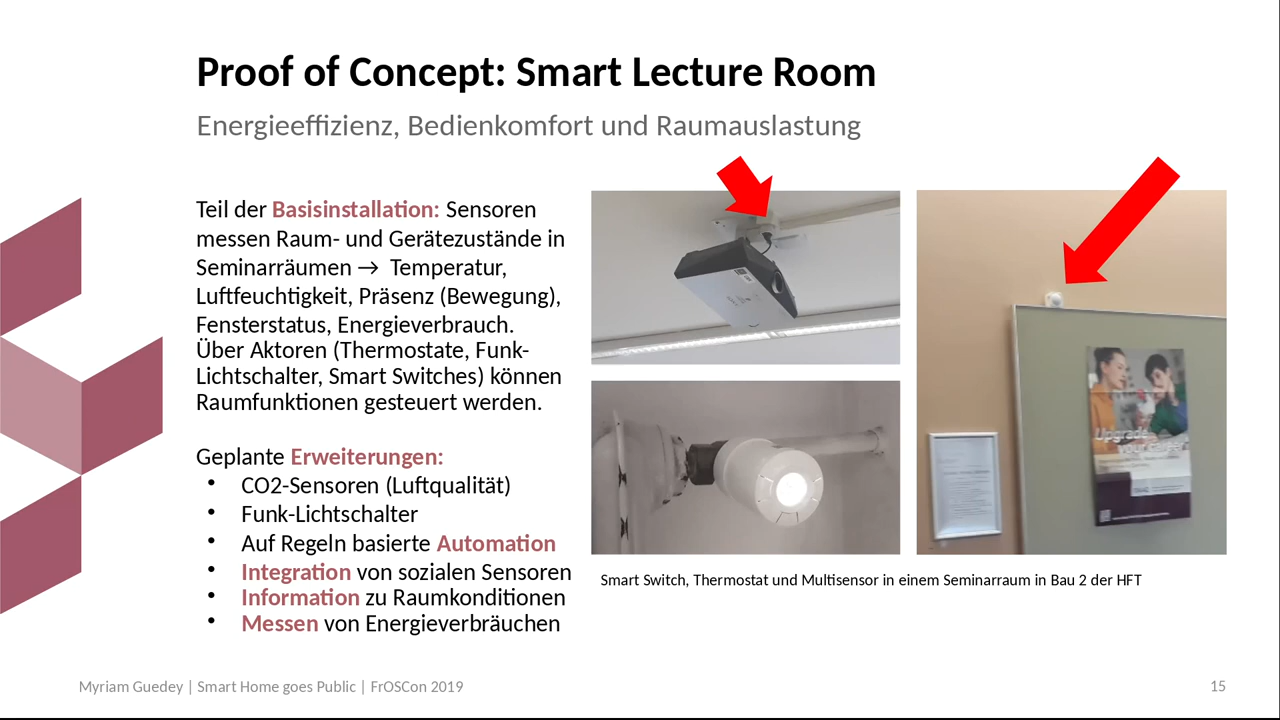 Proof of Concept: Smart Lecture Room
Energieeffizienz, Bedienkomfort und Raumauslastung
Teil der Basisinstallation: Sensoren
messen Raum- und Gerätezustände in
Seminarräumen → Temperatur,
Luftfeuchtigkeit, Präsenz (Bewegung),
Fensterstatus, Energieverbrauch.
Über Aktoren (Thermostate, Funk-
Lichtschalter, Smart Switches) können
Raumfunktionen gesteuert werden.
Geplante Erweiterungen:
• CO2-Sensoren (Luftqualität)
• Funk-Lichtschalter
• Auf Regeln basierte Automation
• Integration von sozialen Sensoren
• Information zu Raumkonditionen
• Messen von Energieverbräuchen
Upgrade
Smart Switch, Thermostat und Multisensor in einem Seminarraum in Bau 2 der HFT
Myriam Guedey | Smart Home goes Public | FrOSCon 2019
15